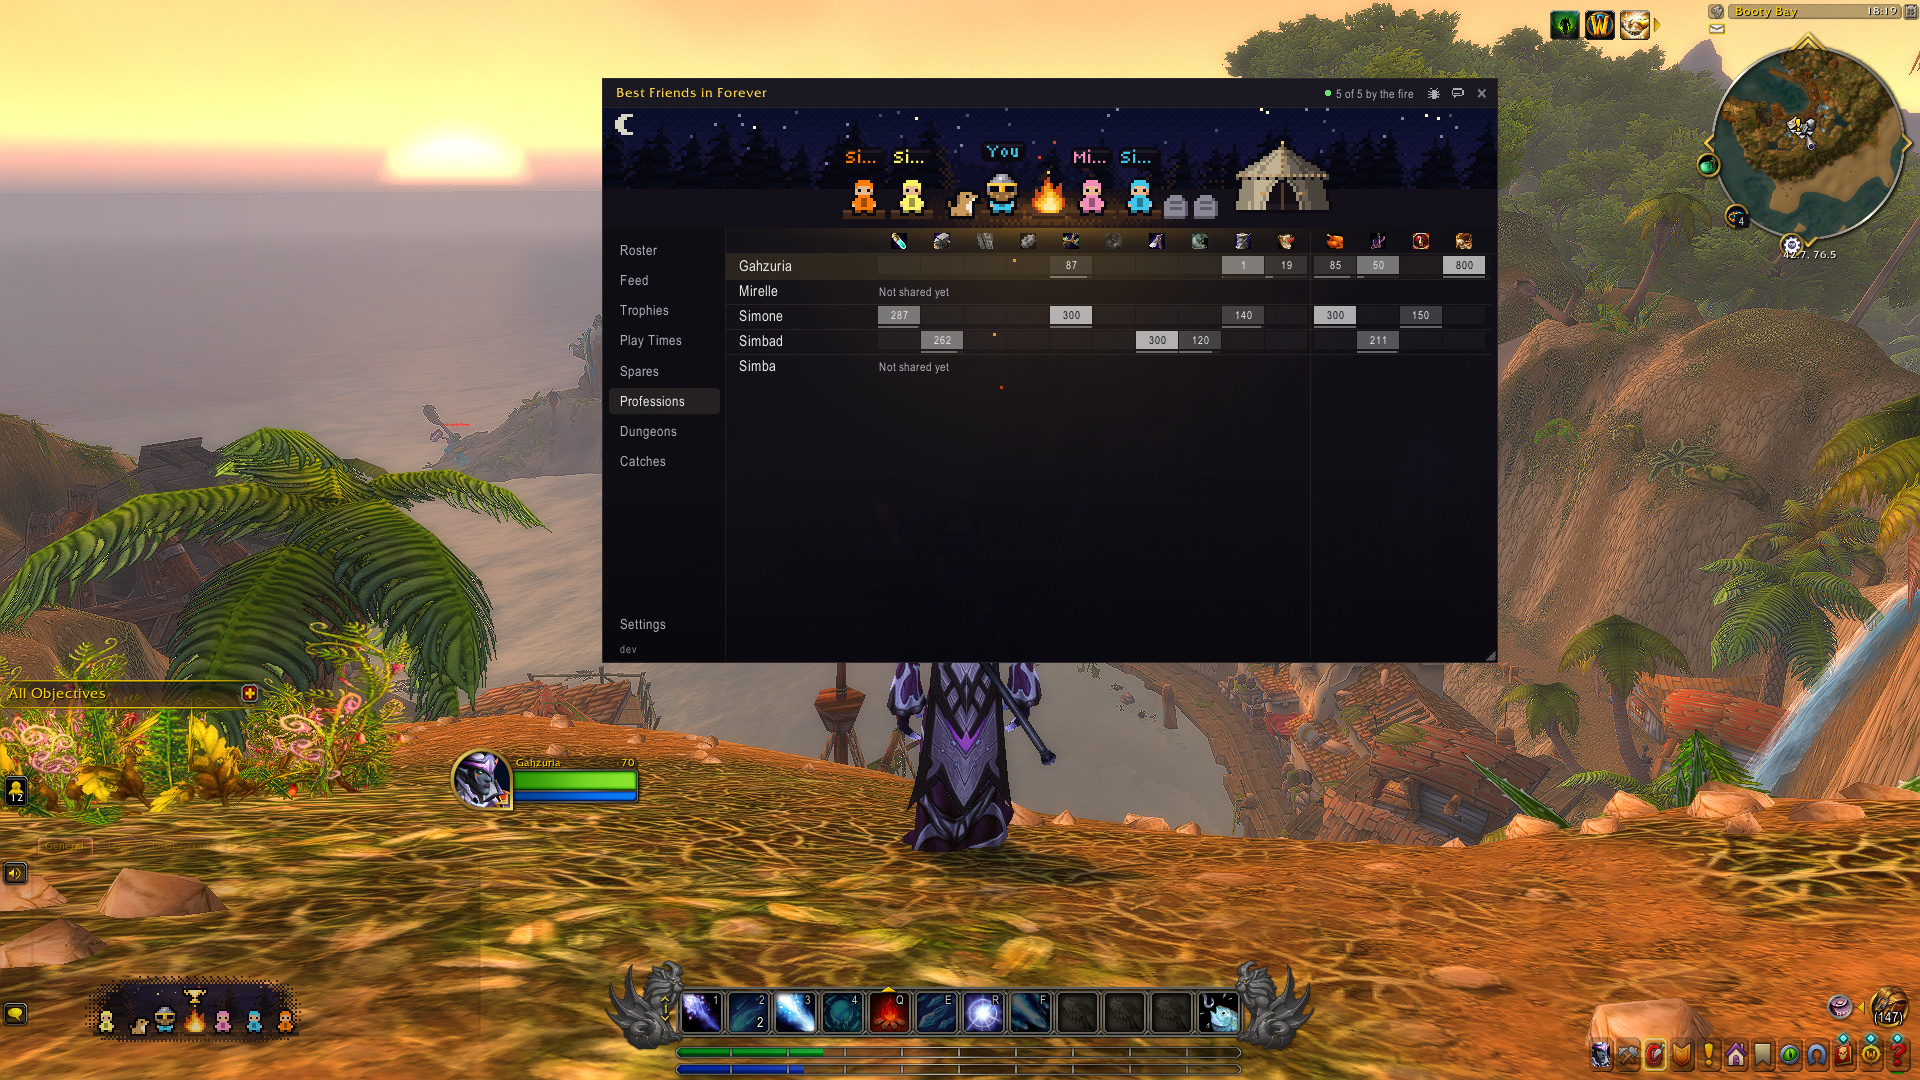 Booty Bay 18:19
Best Friends in Forever
5 of 5 by the fire
Si... Si... You Mi... Si...
4
42.7, 76.5
Roster
Feed
Trophies
Play Times
Spares
Professions
Dungeons
Catches
Settings
dev
Gahzuria 87 1 19 85 50 800
Mirelle Not shared yet
Simone 287 300 140 300 150
Simbad 262 300 120 211
Simba Not shared yet
All Objectives
Gahzuria 70
12
General
1 2 3 4 Q E R F
2
(147)